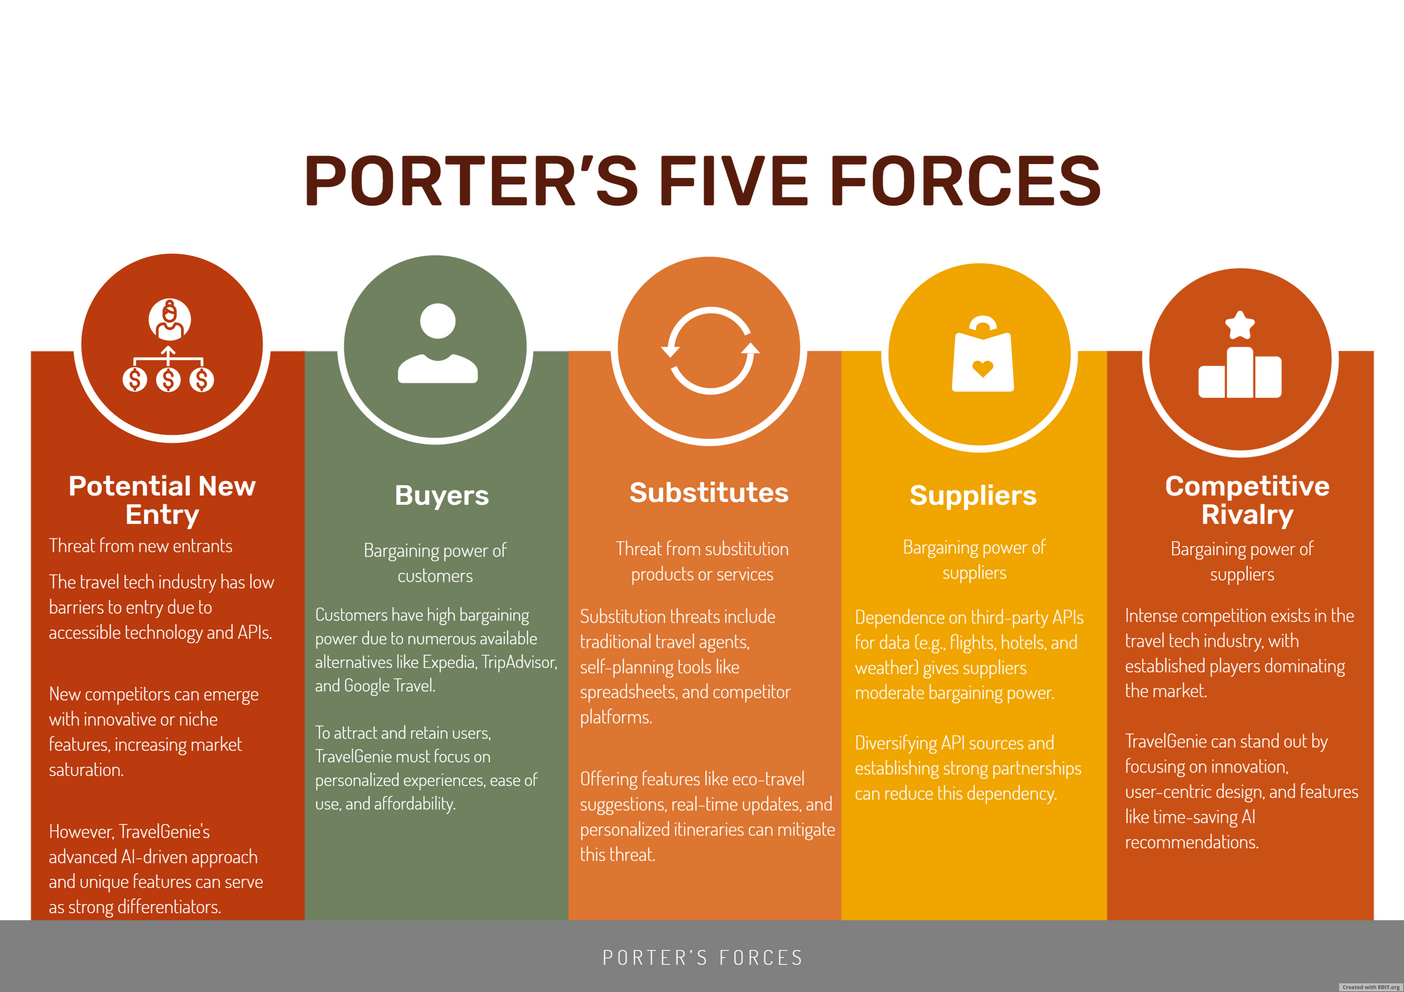 PORTER’S FIVE FORCES
Potential New
Entry
Threat from new entrants
The travel tech industry has low
barriers to entry due to
accessible technology and APIs.
New competitors can emerge
with innovative or niche
features, increasing market
saturation.
However, TravelGenie's
advanced AI-driven approach
and unique features can serve
as strong differentiators.
Buyers
Bargaining power of
customers
Customers have high bargaining
power due to numerous available
alternatives like Expedia, TripAdvisor,
and Google Travel.
To attract and retain users,
TravelGenie must focus on
personalized experiences, ease of
use, and affordability.
Substitutes
Threat from substitution
products or services
Substitution threats include
traditional travel agents,
self-planning tools like
spreadsheets, and competitor
platforms.
Offering features like eco-travel
suggestions, real-time updates, and
personalized itineraries can mitigate
this threat.
Suppliers
Bargaining power of
suppliers
Dependence on third-party APIs
for data (e.g., flights, hotels, and
weather) gives suppliers
moderate bargaining power.
Diversifying API sources and
establishing strong partnerships
can reduce this dependency.
Competitive
Rivalry
Bargaining power of
suppliers
Intense competition exists in the
travel tech industry, with
established players dominating
the market.
TravelGenie can stand out by
focusing on innovation,
user-centric design, and features
like time-saving AI
recommendations.
PORTER'S FORCES
Created with EDIT.org